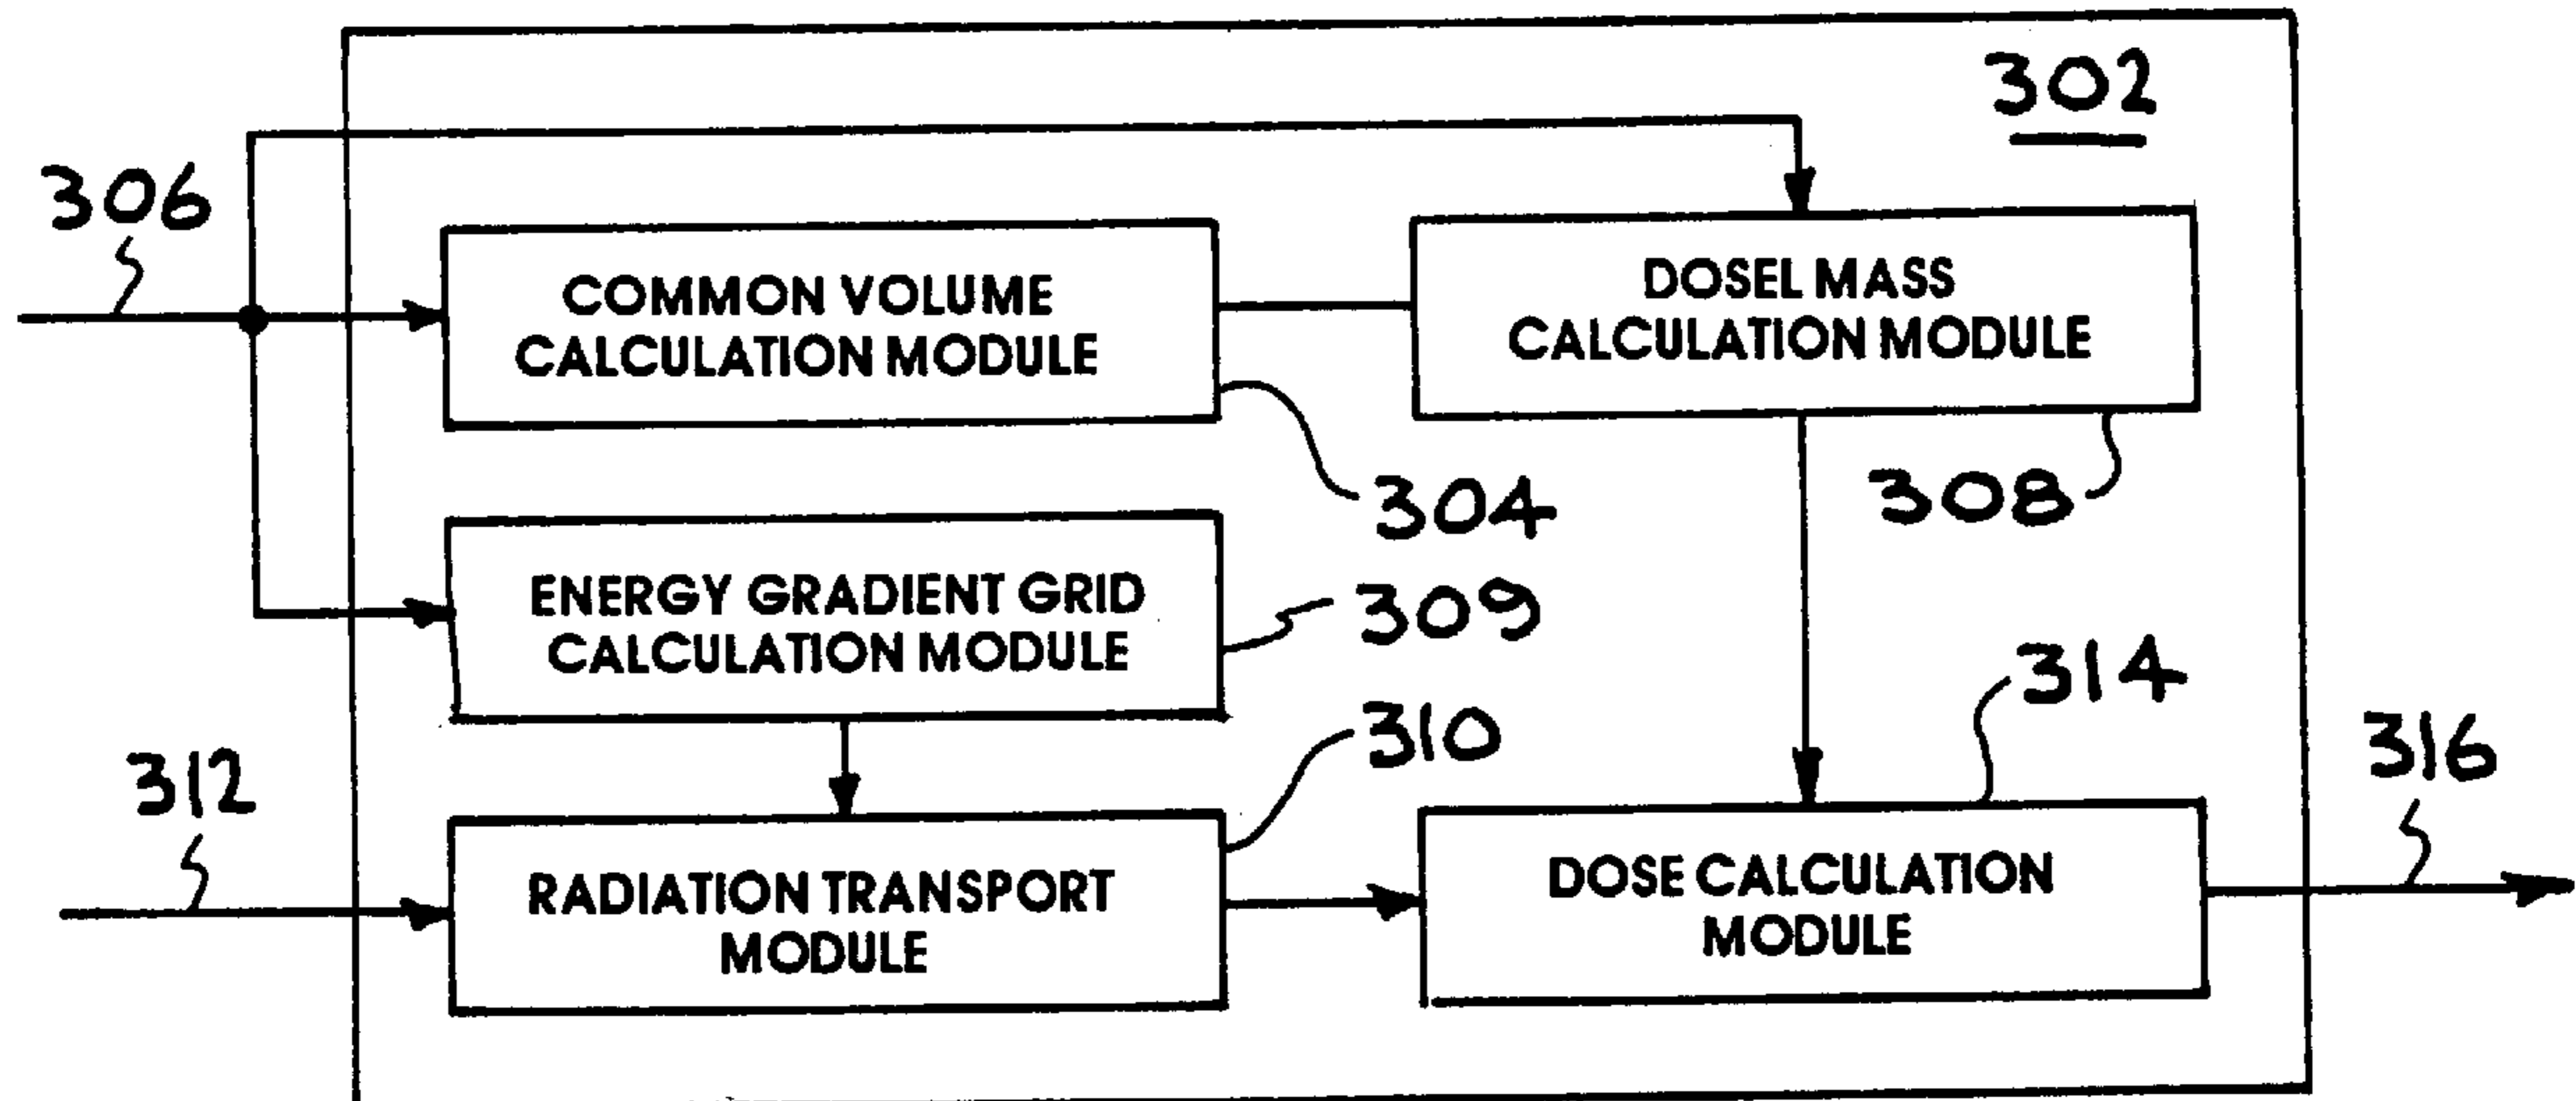 302
306
COMMON VOLUME
CALCULATION MODULE
DOSEL MASS
CALCULATION MODULE
304
308
ENERGY GRADIENT GRID
CALCULATION MODULE
309
314
310
316
312
RADIATION TRANSPORT
MODULE
DOSE CALCULATION
MODULE